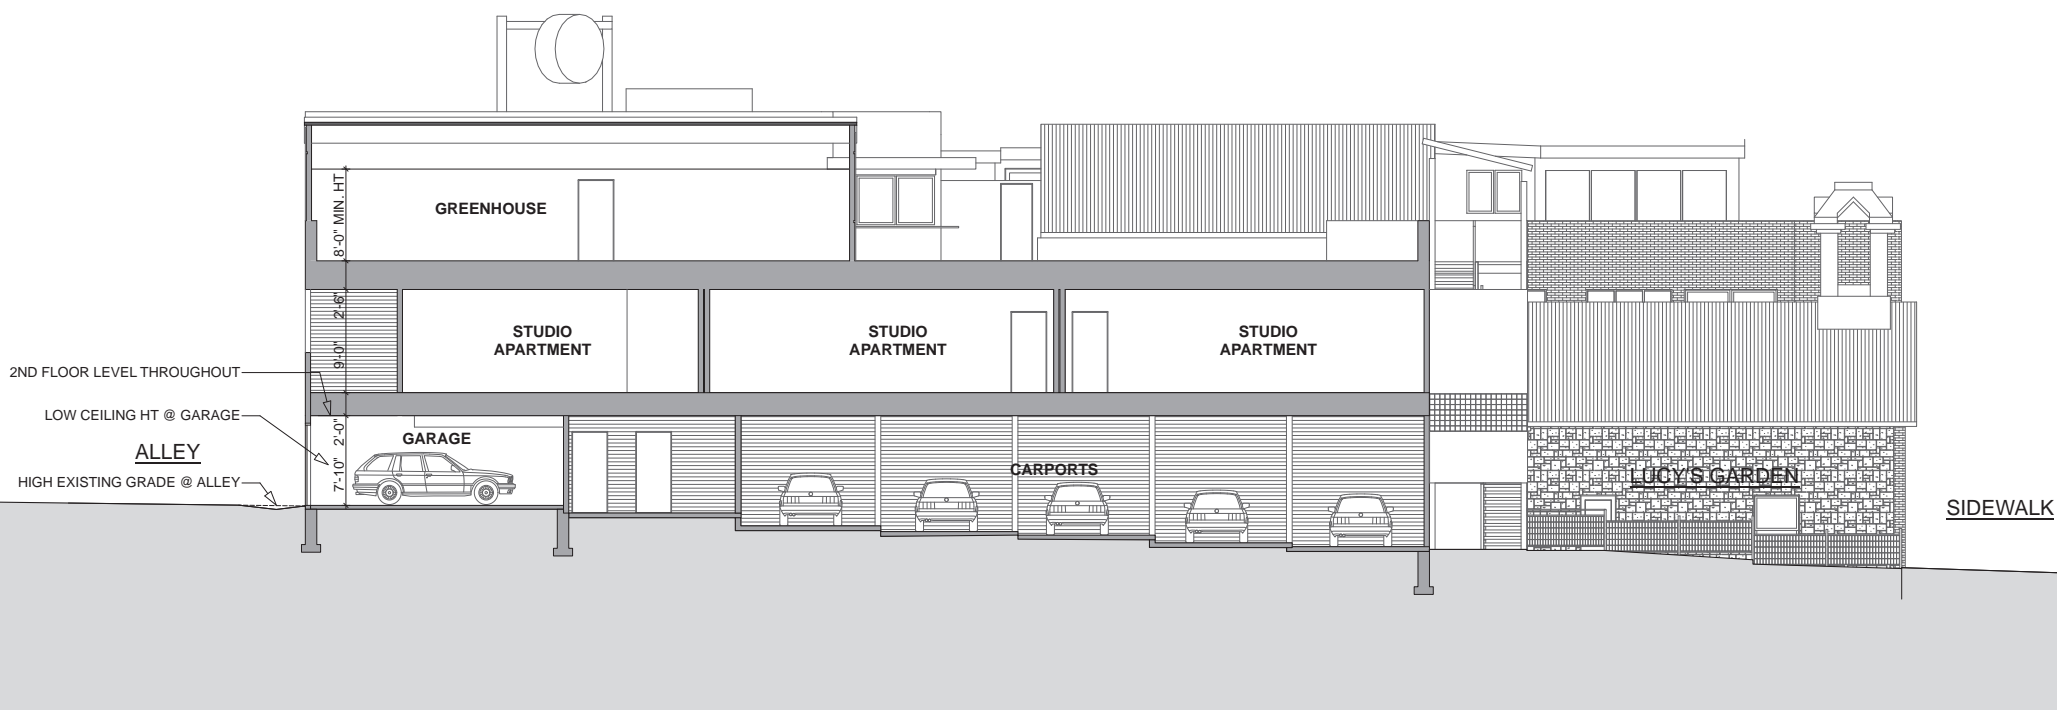 8'-0" MIN. HT
GREENHOUSE
2'-6"
9'-0"
STUDIO
APARTMENT
STUDIO
APARTMENT
STUDIO
APARTMENT
2ND FLOOR LEVEL THROUGHOUT
LOW CEILING HT @ GARAGE
2'-0"
GARAGE
ALLEY
7'-10"
CARPORTS
LUCY'S GARDEN
HIGH EXISTING GRADE @ ALLEY
SIDEWALK